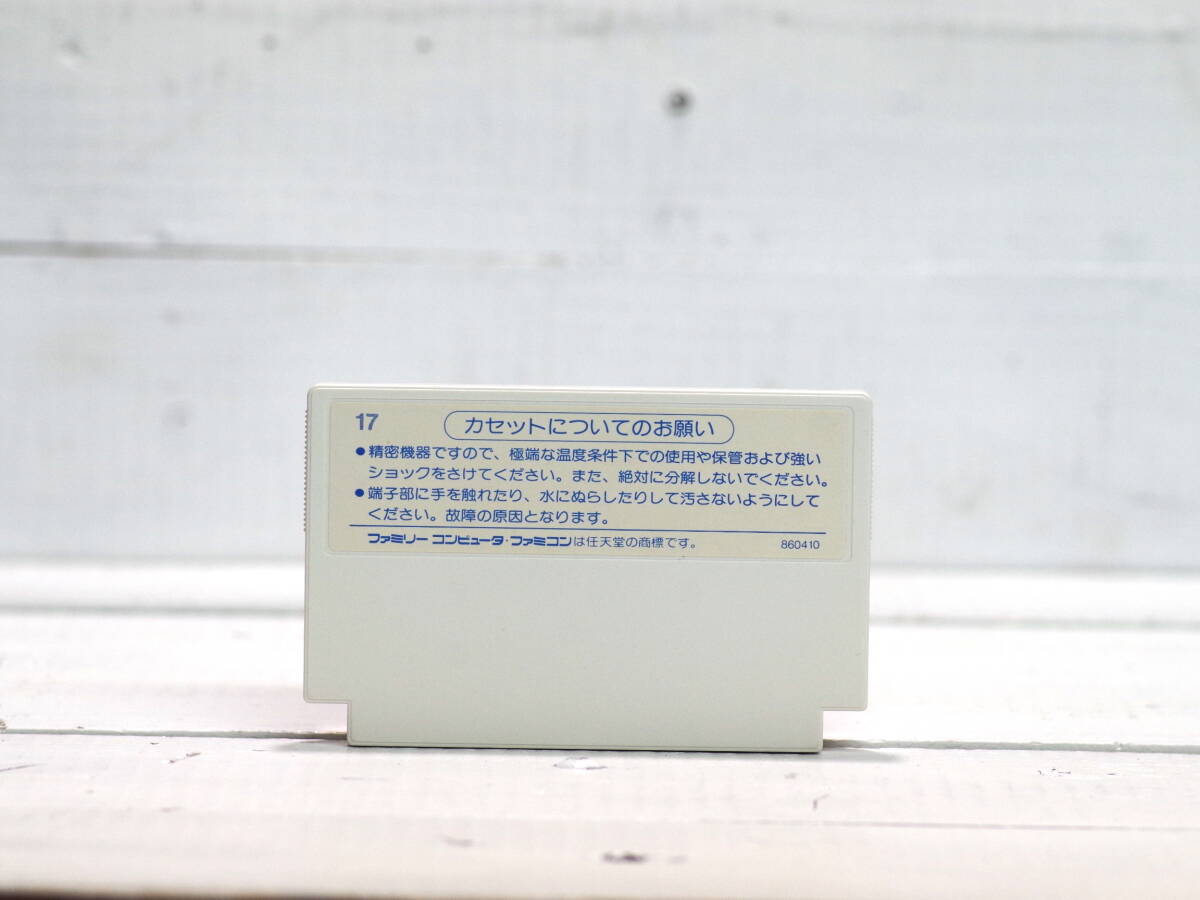 17
カセットについてのお願い
●精密機器ですので、極端な温度条件下での使用や保管および強い
ショックをさけてください。また、絶対に分解しないでください。
●端子部に手を触れたり、水にぬらしたりして汚さないようにして
ください。故障の原因となります。
ファミリー コンピュータ・ファミコンは任天堂の商標です。 860410